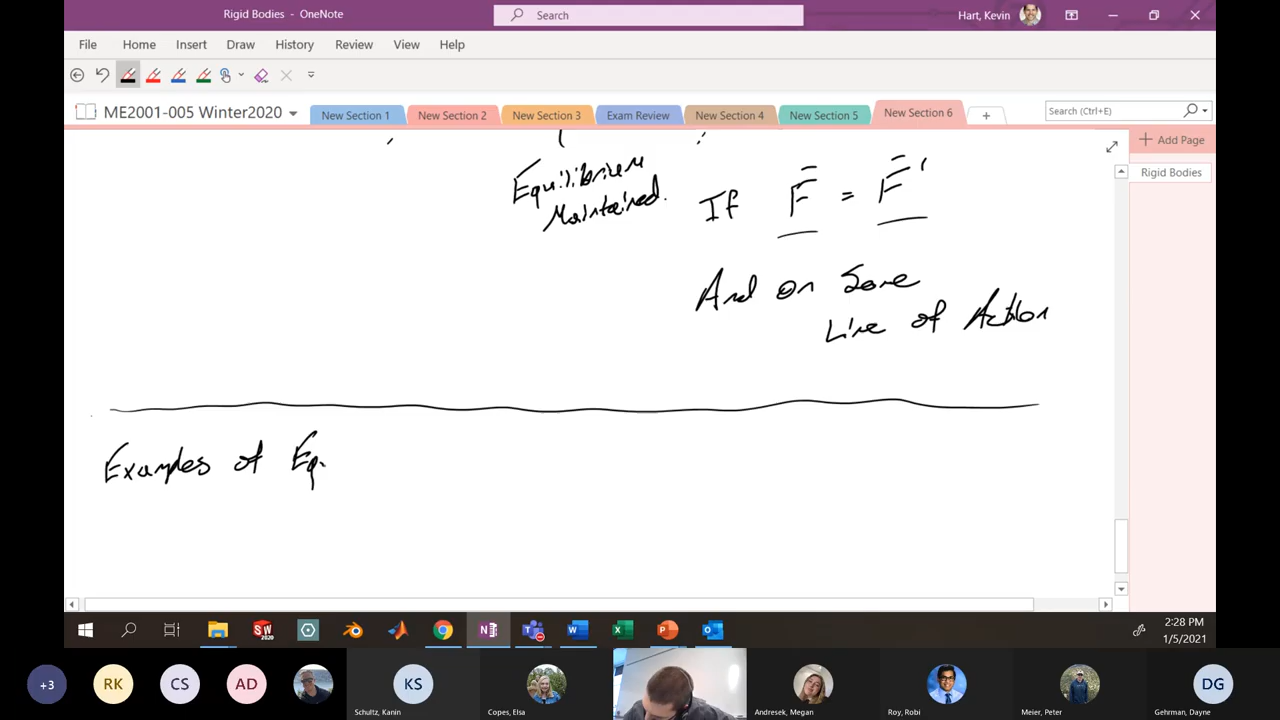 Rigid Bodies - OneNote
Search
Hart, Kevin
File Home Insert Draw History Review View Help
ME2001-005 Winter2020
New Section 1
New Section 2
New Section 3
Exam Review
New Section 4
New Section 5
New Section 6
Search (Ctrl+E)
Add Page
Rigid Bodies
Equilibrium
Maintained.
If F̄ = F̄'
And on Same
Line of Action
Examples of Eq
2:28 PM
1/5/2021
+3
RK
CS
AD
KS
DG
Schultz, Kanin
Copes, Elsa
Andresek, Megan
Roy, Robi
Meier, Peter
Gehrman, Dayne